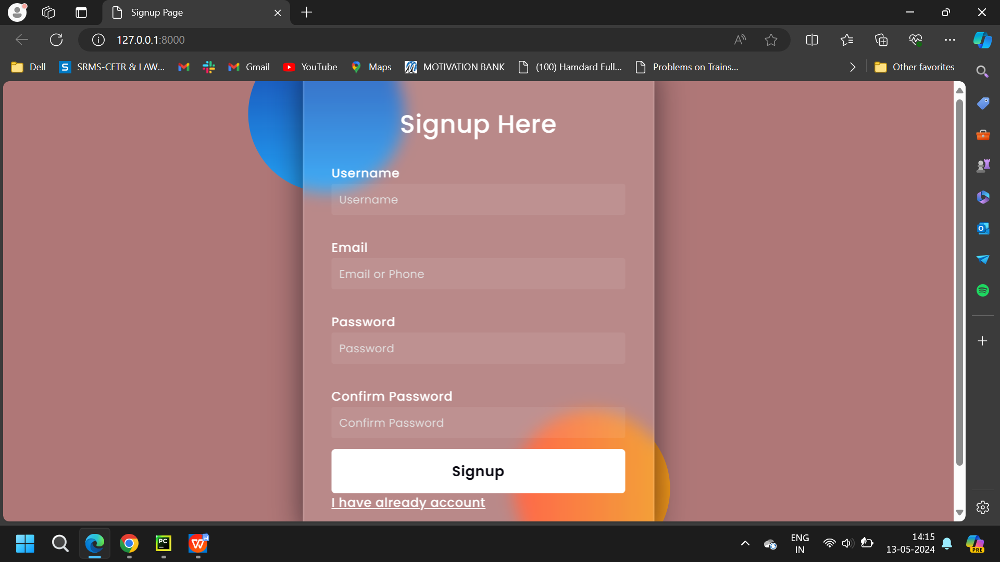 Signup Page
127.0.0.1:8000
Dell
SRMS-CETR & LAW...
Gmail
YouTube
Maps
MOTIVATION BANK
(100) Hamdard Full...
Problems on Trains...
Other favorites
Signup Here
Username
Username
Email
Email or Phone
Password
Password
Confirm Password
Confirm Password
Signup
I have already account
PC
W
ENG
IN
14:15
13-05-2024
PRE